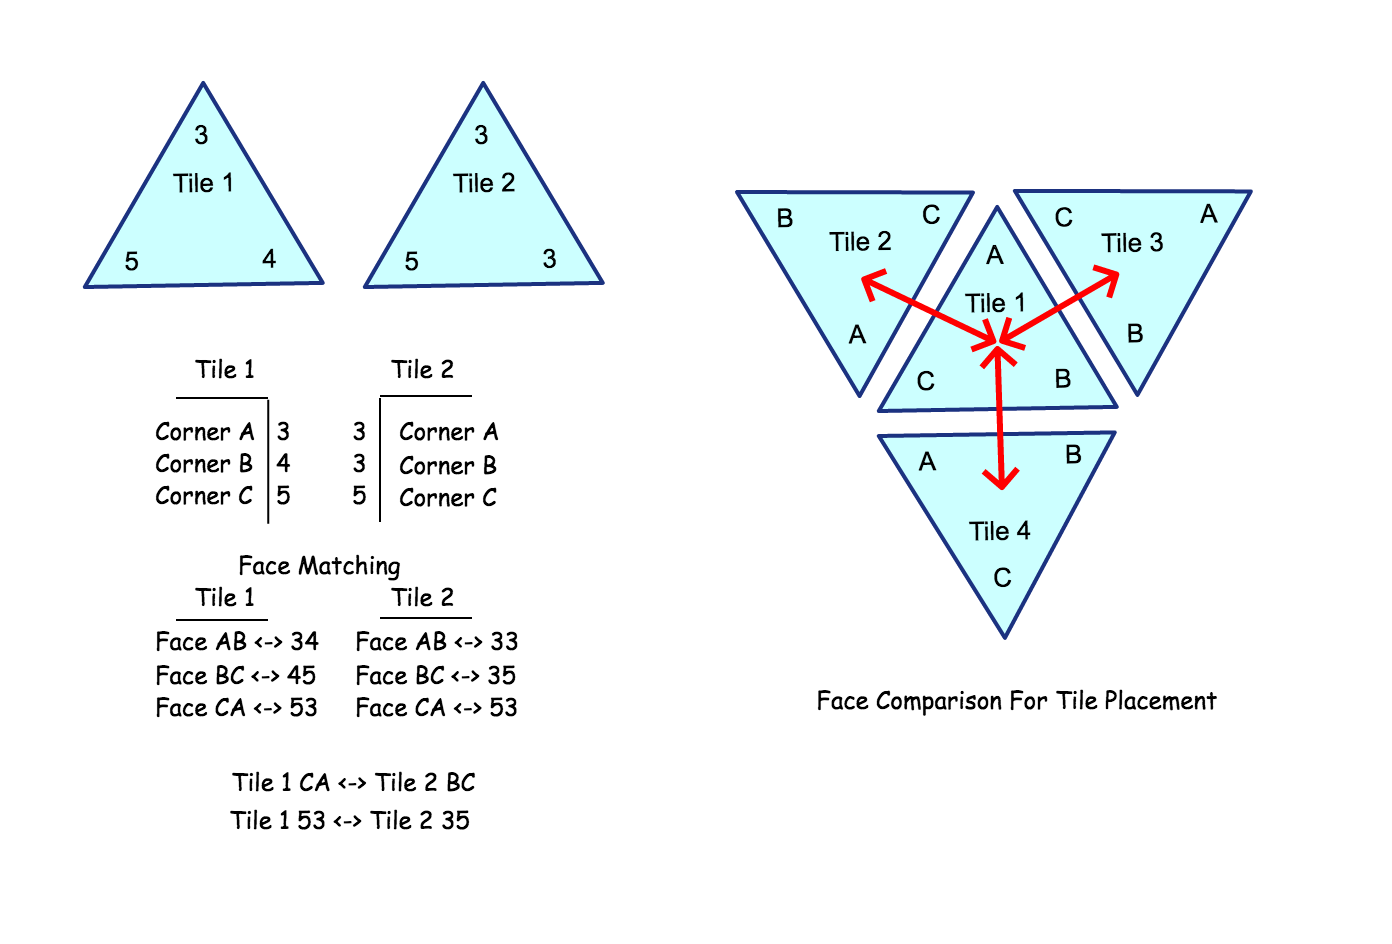 3
Tile 1
5 4
3
Tile 2
5 3
Tile 1 Tile 2
Corner A 3 3 Corner A
Corner B 4 3 Corner B
Corner C 5 5 Corner C
Face Matching
Tile 1 Tile 2
Face AB <-> 34 Face AB <-> 33
Face BC <-> 45 Face BC <-> 35
Face CA <-> 53 Face CA <-> 53
Tile 1 CA <-> Tile 2 BC
Tile 1 53 <-> Tile 2 35
B C
Tile 2
A
A
Tile 1
C B
C A
Tile 3
B
A B
Tile 4
C
Face Comparison For Tile Placement